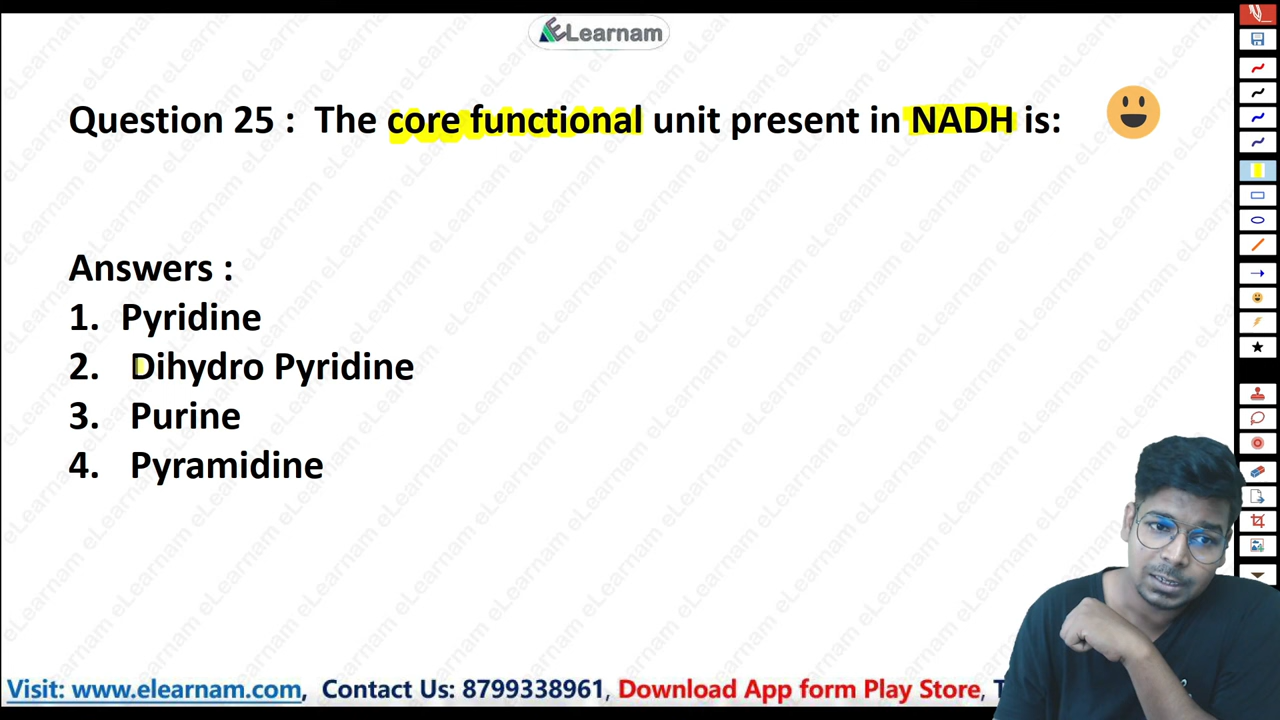 eLearnam
Question 25 : The core functional unit present in NADH is:
Answers :
1. Pyridine
2. Dihydro Pyridine
3. Purine
4. Pyramidine
Visit: www.elearnam.com, Contact Us: 8799338961, Download App form Play Store, T